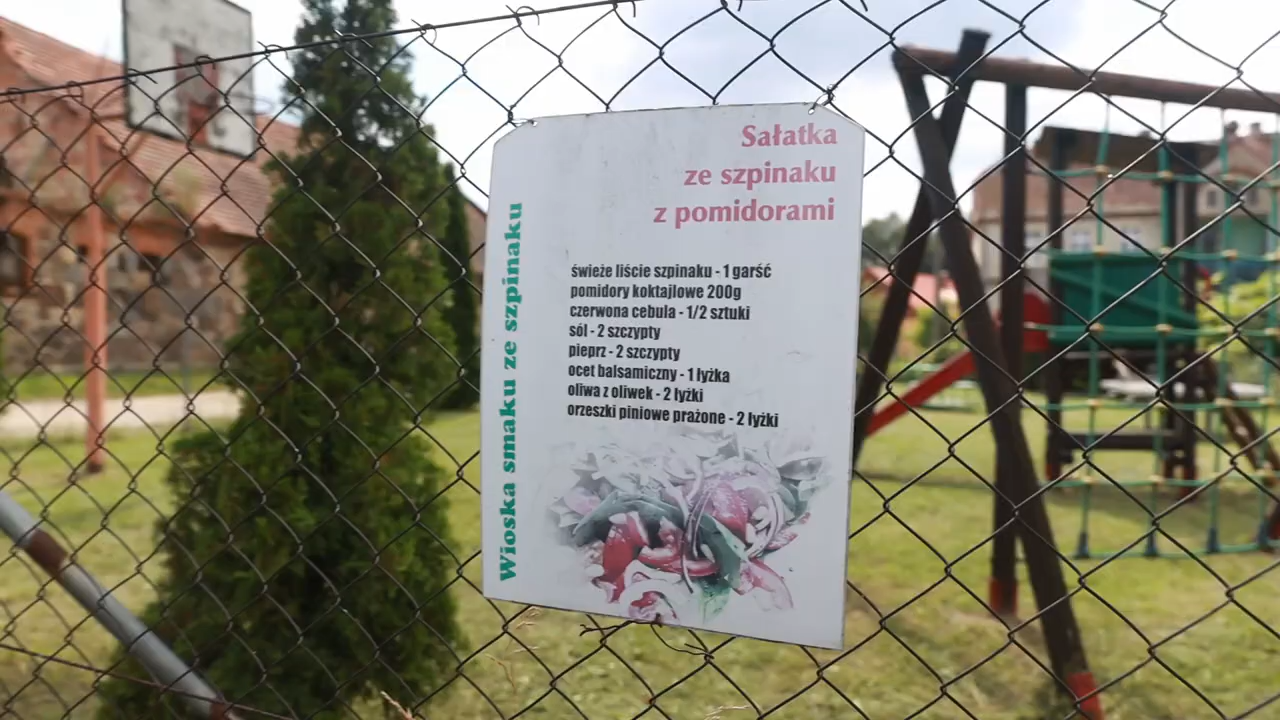 Sałatka
ze szpinaku
z pomidorami
Wioska smaku ze szpinaku
świeże liście szpinaku - 1 garść
pomidory koktajlowe 200g
czerwona cebula - 1/2 sztuki
sól - 2 szczypty
pieprz - 2 szczypty
ocet balsamiczny - 1 łyżka
oliwa z oliwek - 2 łyżki
orzeszki piniowe prażone - 2 łyżki